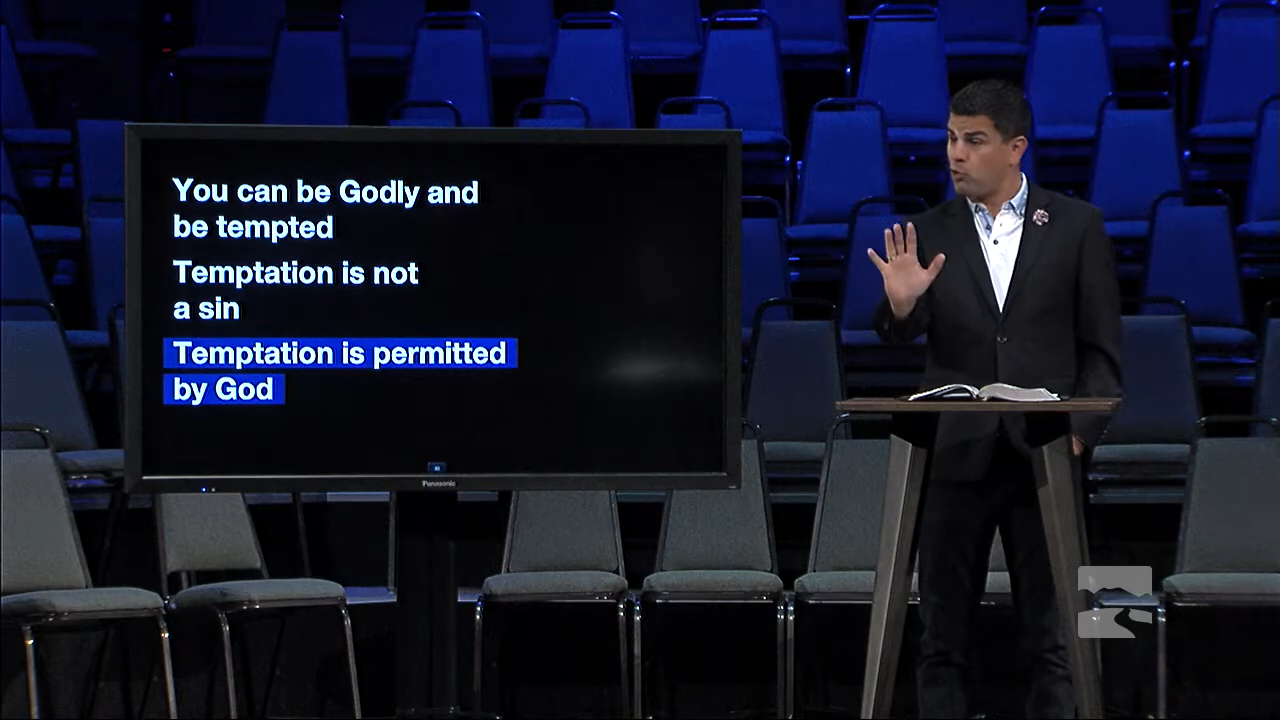 You can be Godly and
be tempted
Temptation is not
a sin
Temptation is permitted
by God
Panasonic